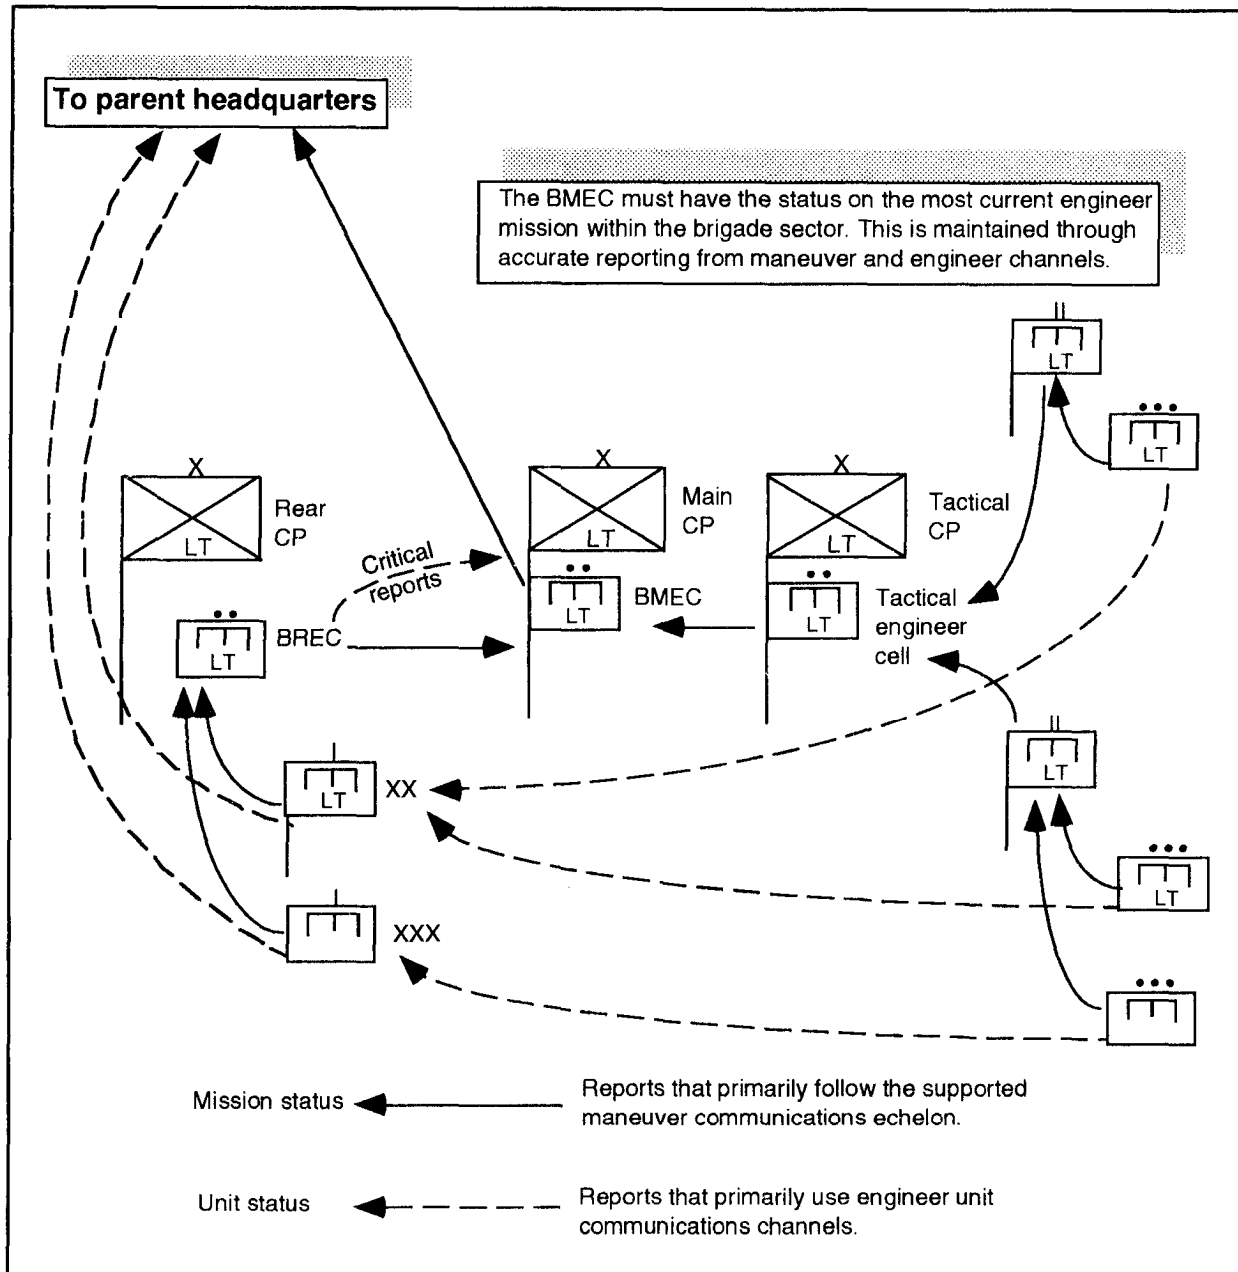 To parent headquarters
The BMEC must have the status on the most current engineer
mission within the brigade sector. This is maintained through
accurate reporting from maneuver and engineer channels.
LT
LT
X
Rear
CP
LT
X
Main
CP
LT
X
Tactical
CP
LT
Critical
reports
BREC
LT
BMEC
LT
Tactical
engineer
cell
LT
LT
XX
LT
LT
XXX
Mission status
Reports that primarily follow the supported
maneuver communications echelon.
Unit status
Reports that primarily use engineer unit
communications channels.